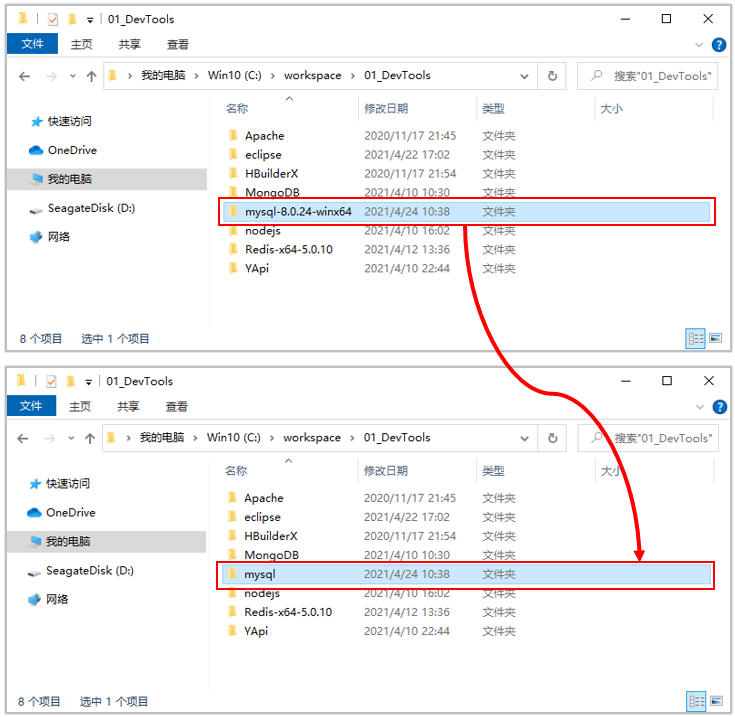 01_DevTools
文件 主页 共享 查看
我的电脑 Win10 (C:) workspace 01_DevTools 搜索"01_DevTools"
名称 修改日期 类型 大小
快速访问
OneDrive
我的电脑
SeagateDisk (D:)
网络
Apache 2020/11/17 21:45 文件夹
eclipse 2021/4/22 17:02 文件夹
HBuilderX 2020/11/17 21:54 文件夹
MongoDB 2021/4/10 10:30 文件夹
mysql-8.0.24-winx64 2021/4/24 10:38 文件夹
nodejs 2021/4/10 16:02 文件夹
Redis-x64-5.0.10 2021/4/12 13:36 文件夹
YApi 2021/4/10 22:44 文件夹
8 个项目 选中 1 个项目
01_DevTools
文件 主页 共享 查看
我的电脑 Win10 (C:) workspace 01_DevTools 搜索"01_DevTools"
名称 修改日期 类型 大小
快速访问
OneDrive
我的电脑
SeagateDisk (D:)
网络
Apache 2020/11/17 21:45 文件夹
eclipse 2021/4/22 17:02 文件夹
HBuilderX 2020/11/17 21:54 文件夹
MongoDB 2021/4/10 10:30 文件夹
mysql 2021/4/24 10:38 文件夹
nodejs 2021/4/10 16:02 文件夹
Redis-x64-5.0.10 2021/4/12 13:36 文件夹
YApi 2021/4/10 22:44 文件夹
8 个项目 选中 1 个项目